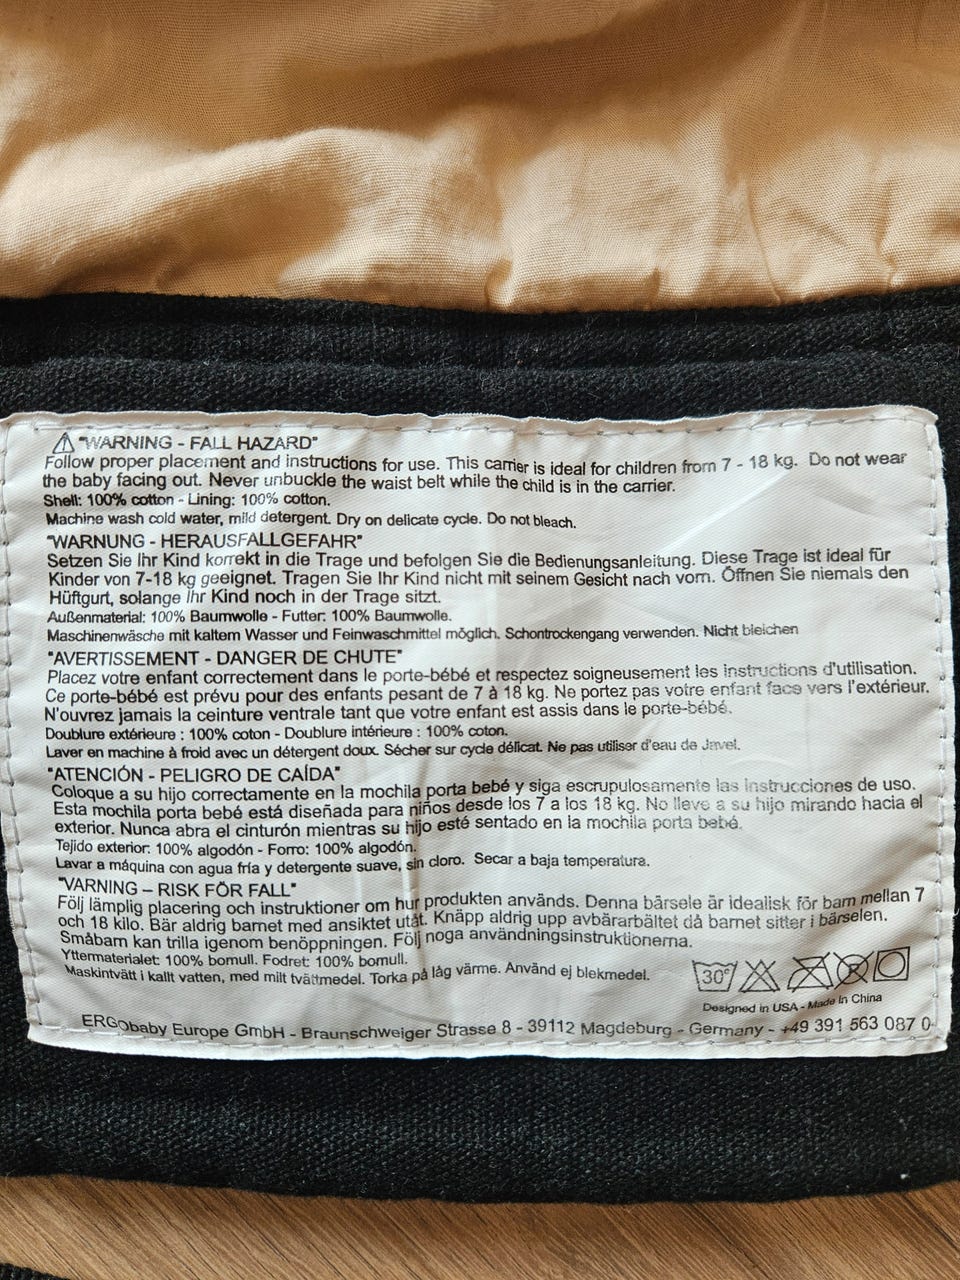 "WARNING - FALL HAZARD"
Follow proper placement and instructions for use. This carrier is ideal for children from 7 - 18 kg. Do not wear
the baby facing out. Never unbuckle the waist belt while the child is in the carrier.
Shell: 100% cotton - Lining: 100% cotton.
Machine wash cold water, mild detergent. Dry on delicate cycle. Do not bleach.
"WARNUNG - HERAUSFALLGEFAHR"
Setzen Sie Ihr Kind korrekt in die Trage und befolgen Sie die Bedienungsanleitung. Diese Trage ist ideal für
Kinder von 7-18 kg geeignet. Tragen Sie Ihr Kind nicht mit seinem Gesicht nach vorn. Öffnen Sie niemals den
Hüftgurt, solange Ihr Kind noch in der Trage sitzt.
Außenmaterial: 100% Baumwolle - Futter: 100% Baumwolle.
Maschinenwäsche mit kaltem Wasser und Feinwaschmittel möglich. Schontrockengang verwenden. Nicht bleichen
"AVERTISSEMENT - DANGER DE CHUTE"
Placez votre enfant correctement dans le porte-bébé et respectez soigneusement les instructions d'utilisation.
Ce porte-bébé est prévu pour des enfants pesant de 7 à 18 kg. Ne portez pas votre enfant face vers l'extérieur.
N'ouvrez jamais la ceinture ventrale tant que votre enfant est assis dans le porte-bébé.
Doublure extérieure : 100% coton - Doublure intérieure : 100% coton.
Laver en machine à froid avec un détergent doux. Sécher sur cycle délicat. Ne pas utiliser d'eau de Javel.
"ATENCIÓN - PELIGRO DE CAÍDA"
Coloque a su hijo correctamente en la mochila porta bebé y siga escrupulosamente las instrucciones de uso.
Esta mochila porta bebé está diseñada para niños desde los 7 a los 18 kg. No lleve a su hijo mirando hacia el
exterior. Nunca abra el cinturón mientras su hijo esté sentado en la mochila porta bebé.
Tejido exterior: 100% algodón - Forro: 100% algodón.
Lavar a máquina con agua fría y detergente suave, sin cloro. Secar a baja temperatura.
"VARNING – RISK FÖR FALL"
Följ lämplig placering och instruktioner om hur produkten används. Denna bärsele är idealisk för barn mellan 7
och 18 kilo. Bär aldrig barnet med ansiktet utåt. Knäpp aldrig upp avbärarbältet då barnet sitter i bärselen.
Småbarn kan trilla igenom benöppningen. Följ noga användningsinstruktionerna.
Yttermaterialet: 100% bomull. Fodret: 100% bomull.
Maskintvätt i kallt vatten, med milt tvättmedel. Torka på låg värme. Använd ej blekmedel.
30°
Designed in USA - Made in China
ERGObaby Europe GmbH - Braunschweiger Strasse 8 - 39112 Magdeburg - Germany - +49 391 563 087 0